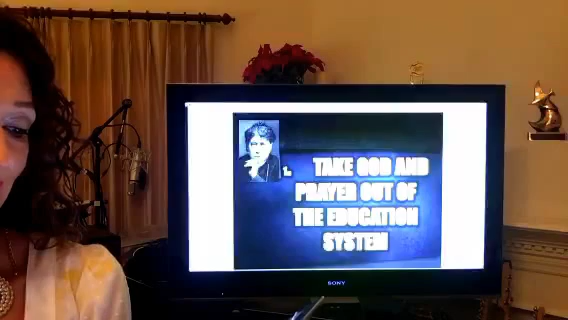 1. TAKE GOD AND
PRAYER OUT OF
THE EDUCATION
SYSTEM
SONY